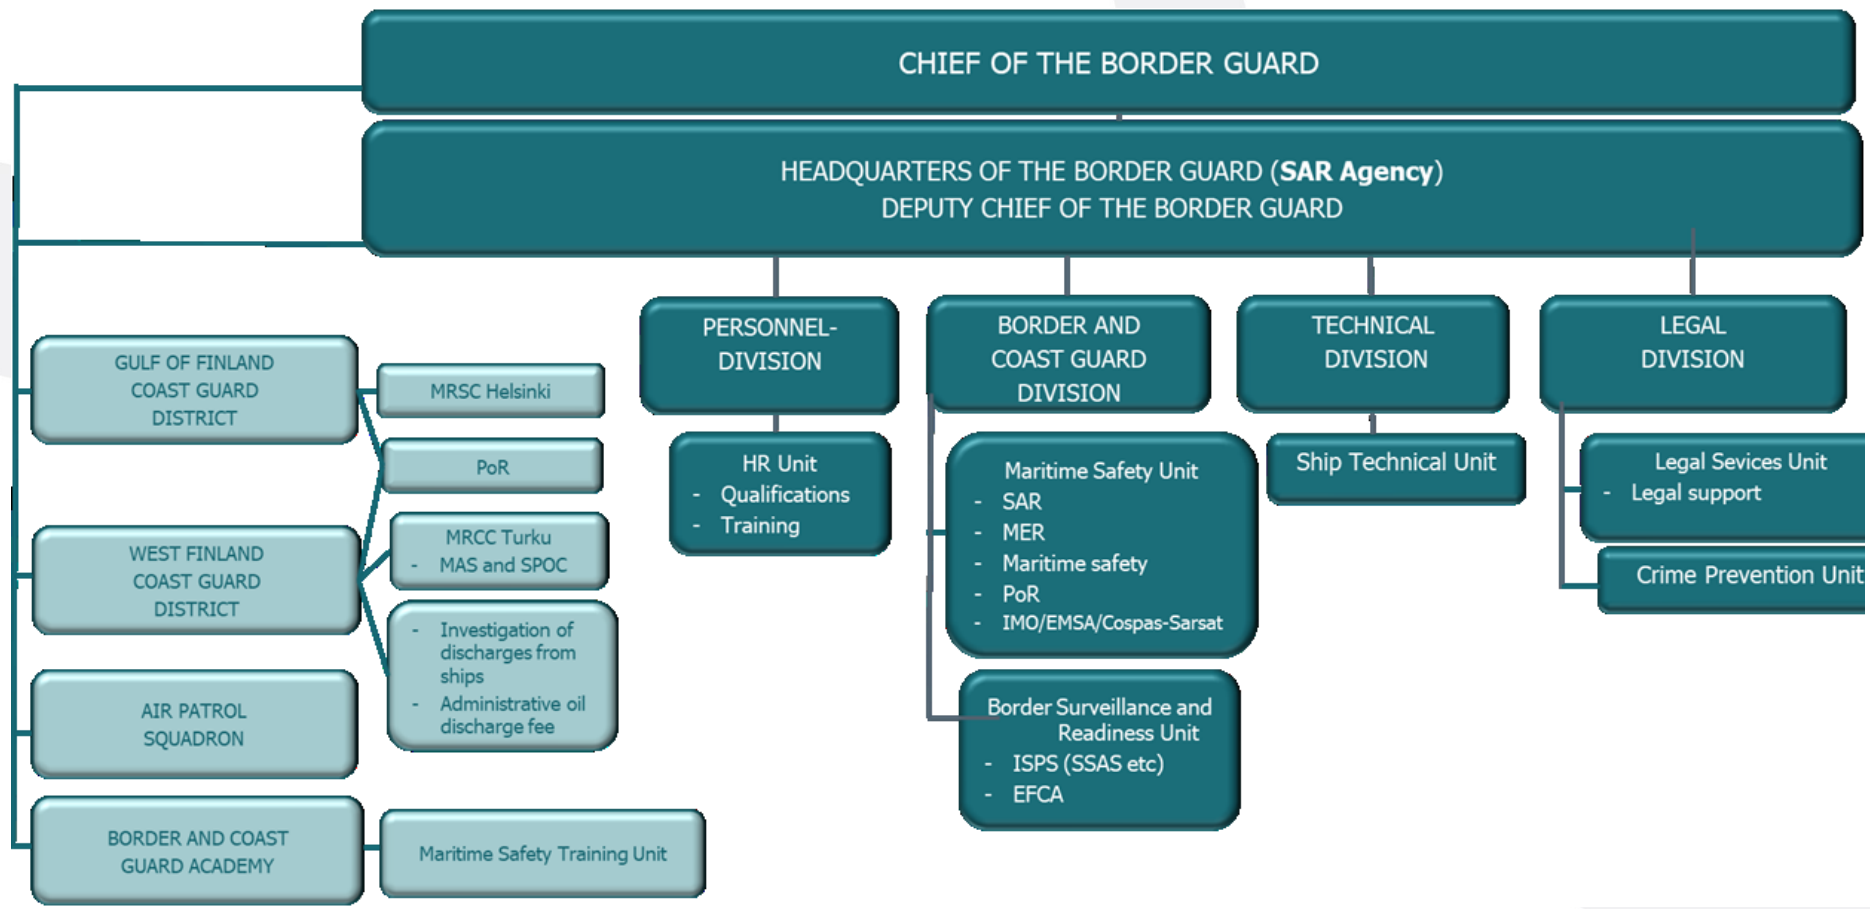 CHIEF OF THE BORDER GUARD
HEADQUARTERS OF THE BORDER GUARD (SAR Agency)
DEPUTY CHIEF OF THE BORDER GUARD
GULF OF FINLAND
COAST GUARD
DISTRICT
MRSC Helsinki
PoR
WEST FINLAND
COAST GUARD
DISTRICT
MRCC Turku
- MAS and SPOC
- Investigation of
discharges from
ships
- Administrative oil
discharge fee
AIR PATROL
SQUADRON
BORDER AND COAST
GUARD ACADEMY
Maritime Safety Training Unit
PERSONNEL-
DIVISION
HR Unit
- Qualifications
- Training
BORDER AND
COAST GUARD
DIVISION
Maritime Safety Unit
- SAR
- MER
- Maritime safety
- PoR
- IMO/EMSA/Cospas-Sarsat
Border Surveillance and
Readiness Unit
- ISPS (SSAS etc)
- EFCA
TECHNICAL
DIVISION
Ship Technical Unit
LEGAL
DIVISION
Legal Sevices Unit
- Legal support
Crime Prevention Unit